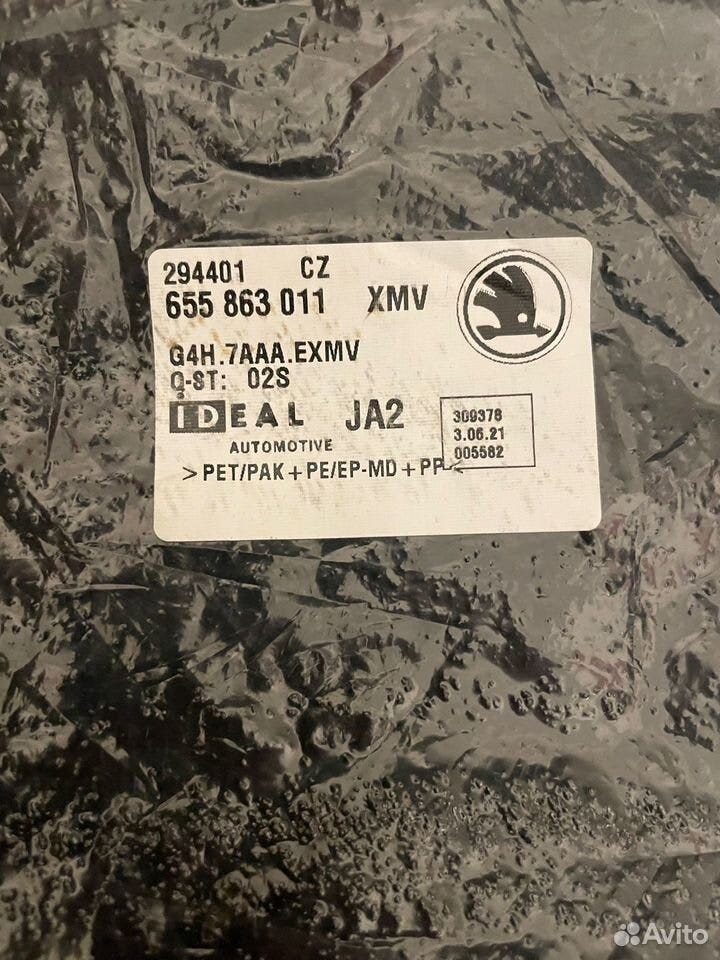 294401 CZ
655 863 011 XMV
G4H.7AAA.EXMV
Q-ST: 02S
IDEAL JA2
AUTOMOTIVE
309378
3.06.21
005582
>PET/PAK+PE/EP-MD+PP<
Avito